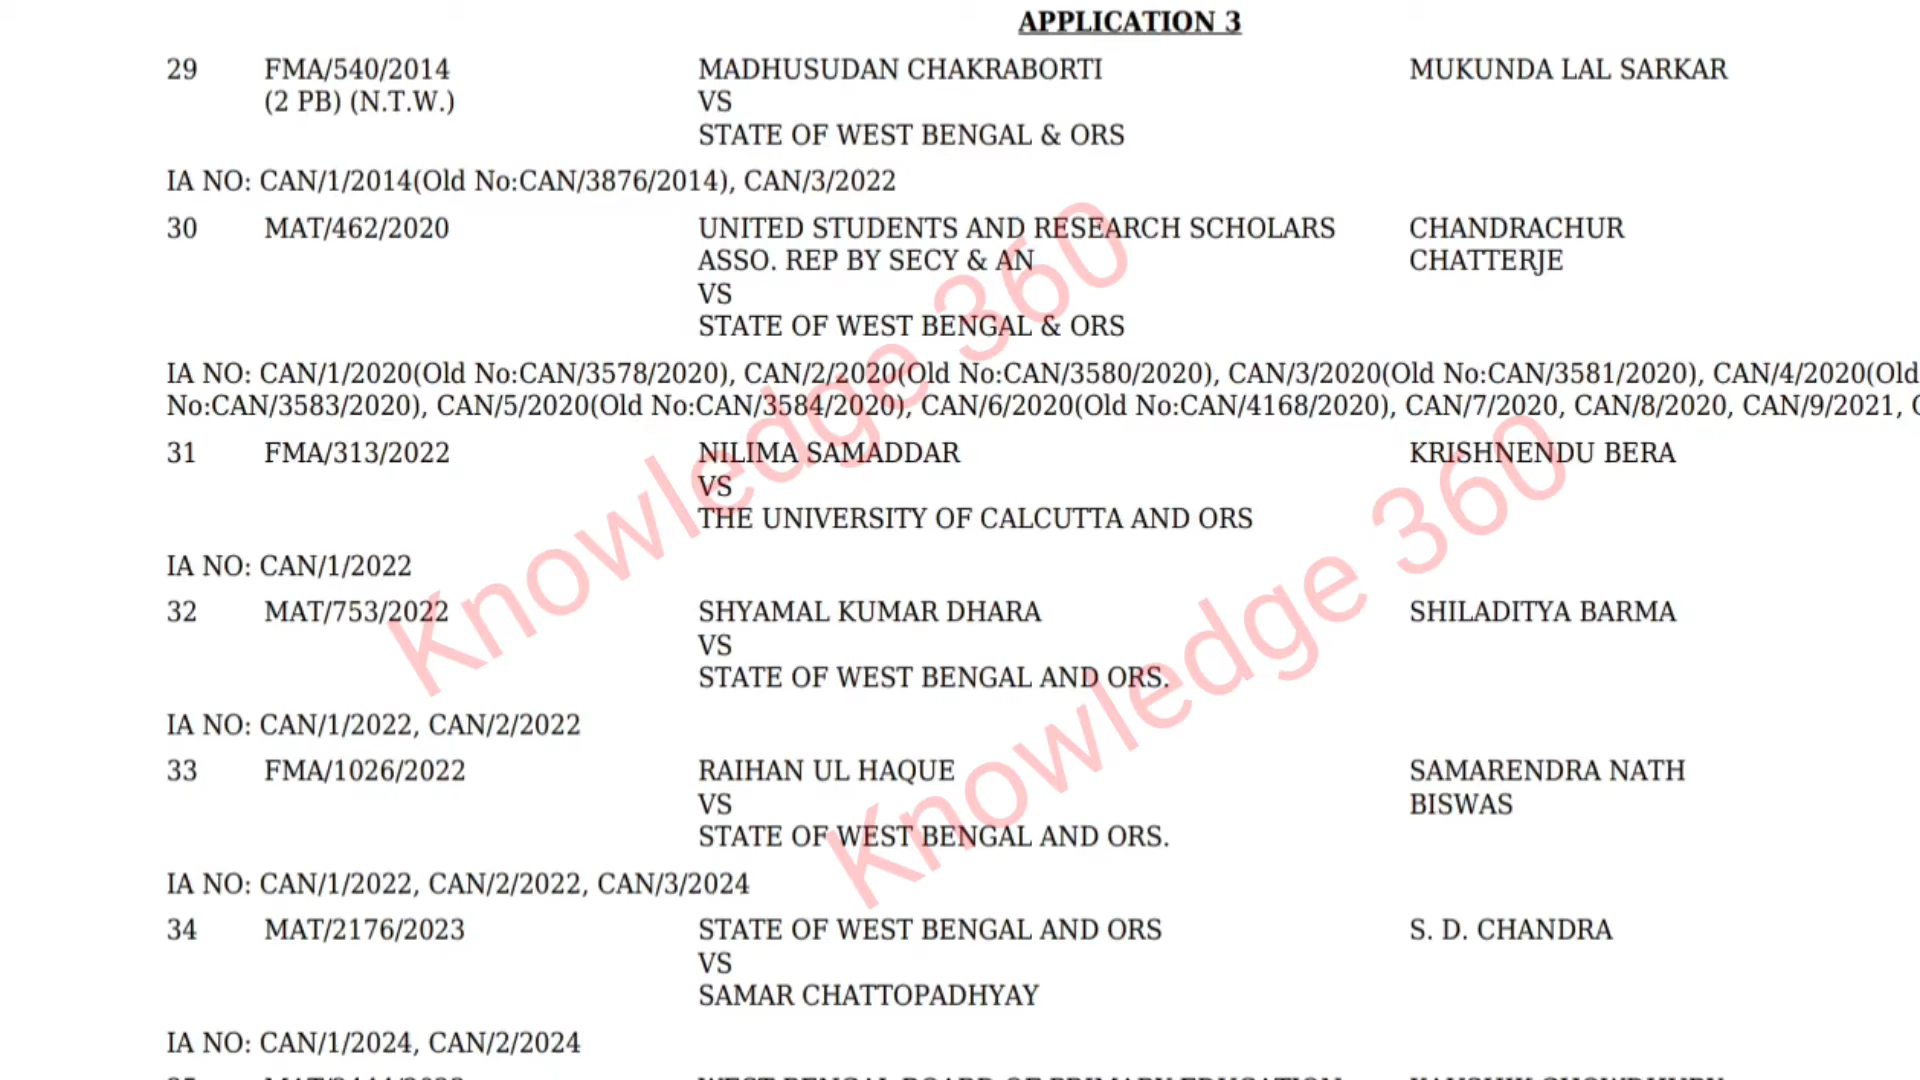 APPLICATION 3
29 FMA/540/2014 MADHUSUDAN CHAKRABORTI MUKUNDA LAL SARKAR
(2 PB) (N.T.W.) VS
STATE OF WEST BENGAL & ORS
IA NO: CAN/1/2014(Old No:CAN/3876/2014), CAN/3/2022
30 MAT/462/2020 UNITED STUDENTS AND RESEARCH SCHOLARS CHANDRACHUR
ASSO. REP BY SECY & AN CHATTERJE
VS
STATE OF WEST BENGAL & ORS
IA NO: CAN/1/2020(Old No:CAN/3578/2020), CAN/2/2020(Old No:CAN/3580/2020), CAN/3/2020(Old No:CAN/3581/2020), CAN/4/2020(Old
No:CAN/3583/2020), CAN/5/2020(Old No:CAN/3584/2020), CAN/6/2020(Old No:CAN/4168/2020), CAN/7/2020, CAN/8/2020, CAN/9/2021,
31 FMA/313/2022 NILIMA SAMADDAR KRISHNENDU BERA
VS
THE UNIVERSITY OF CALCUTTA AND ORS
IA NO: CAN/1/2022
32 MAT/753/2022 SHYAMAL KUMAR DHARA SHILADITYA BARMA
VS
STATE OF WEST BENGAL AND ORS.
IA NO: CAN/1/2022, CAN/2/2022
33 FMA/1026/2022 RAIHAN UL HAQUE SAMARENDRA NATH
VS BISWAS
STATE OF WEST BENGAL AND ORS.
IA NO: CAN/1/2022, CAN/2/2022, CAN/3/2024
34 MAT/2176/2023 STATE OF WEST BENGAL AND ORS S. D. CHANDRA
VS
SAMAR CHATTOPADHYAY
IA NO: CAN/1/2024, CAN/2/2024
Knowledge 360
Knowledge 360